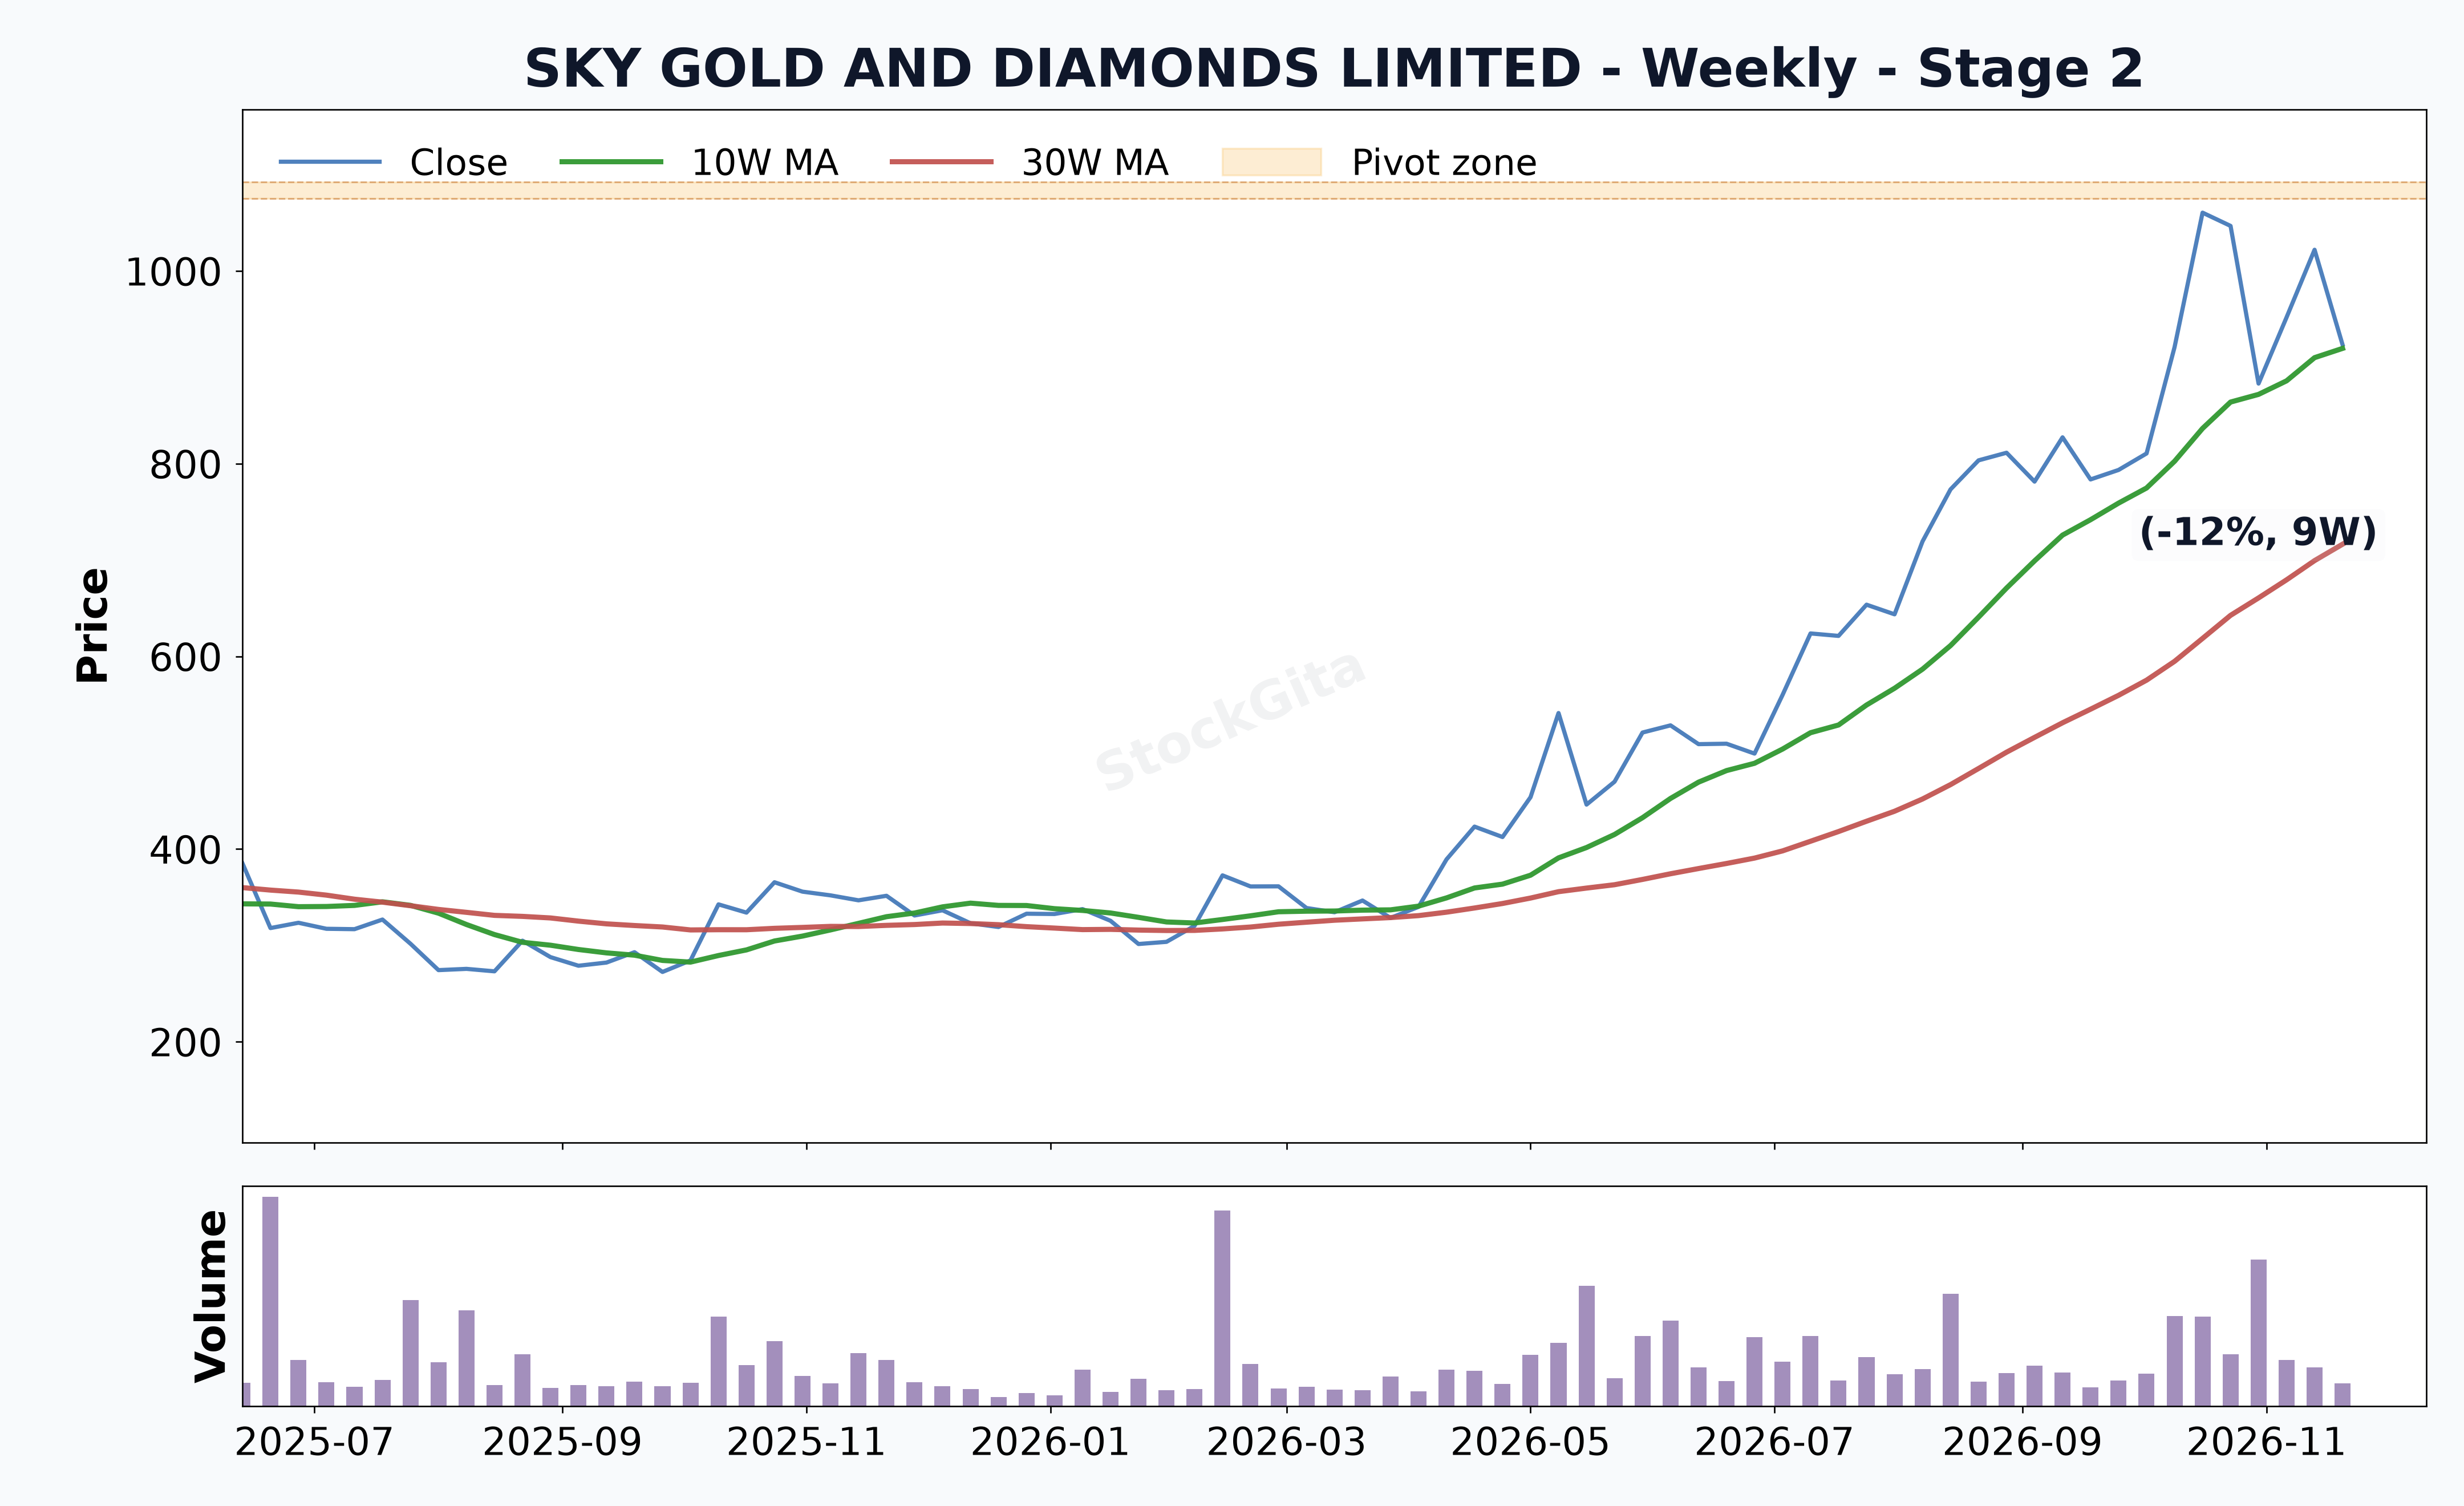 SKY GOLD AND DIAMONDS LIMITED - Weekly - Stage 2
Close 10W MA 30W MA Pivot zone
1000
800
600
400
200
Price
(-12%, 9W)
StockGita
Volume
2025-07 2025-09 2025-11 2026-01 2026-03 2026-05 2026-07 2026-09 2026-11